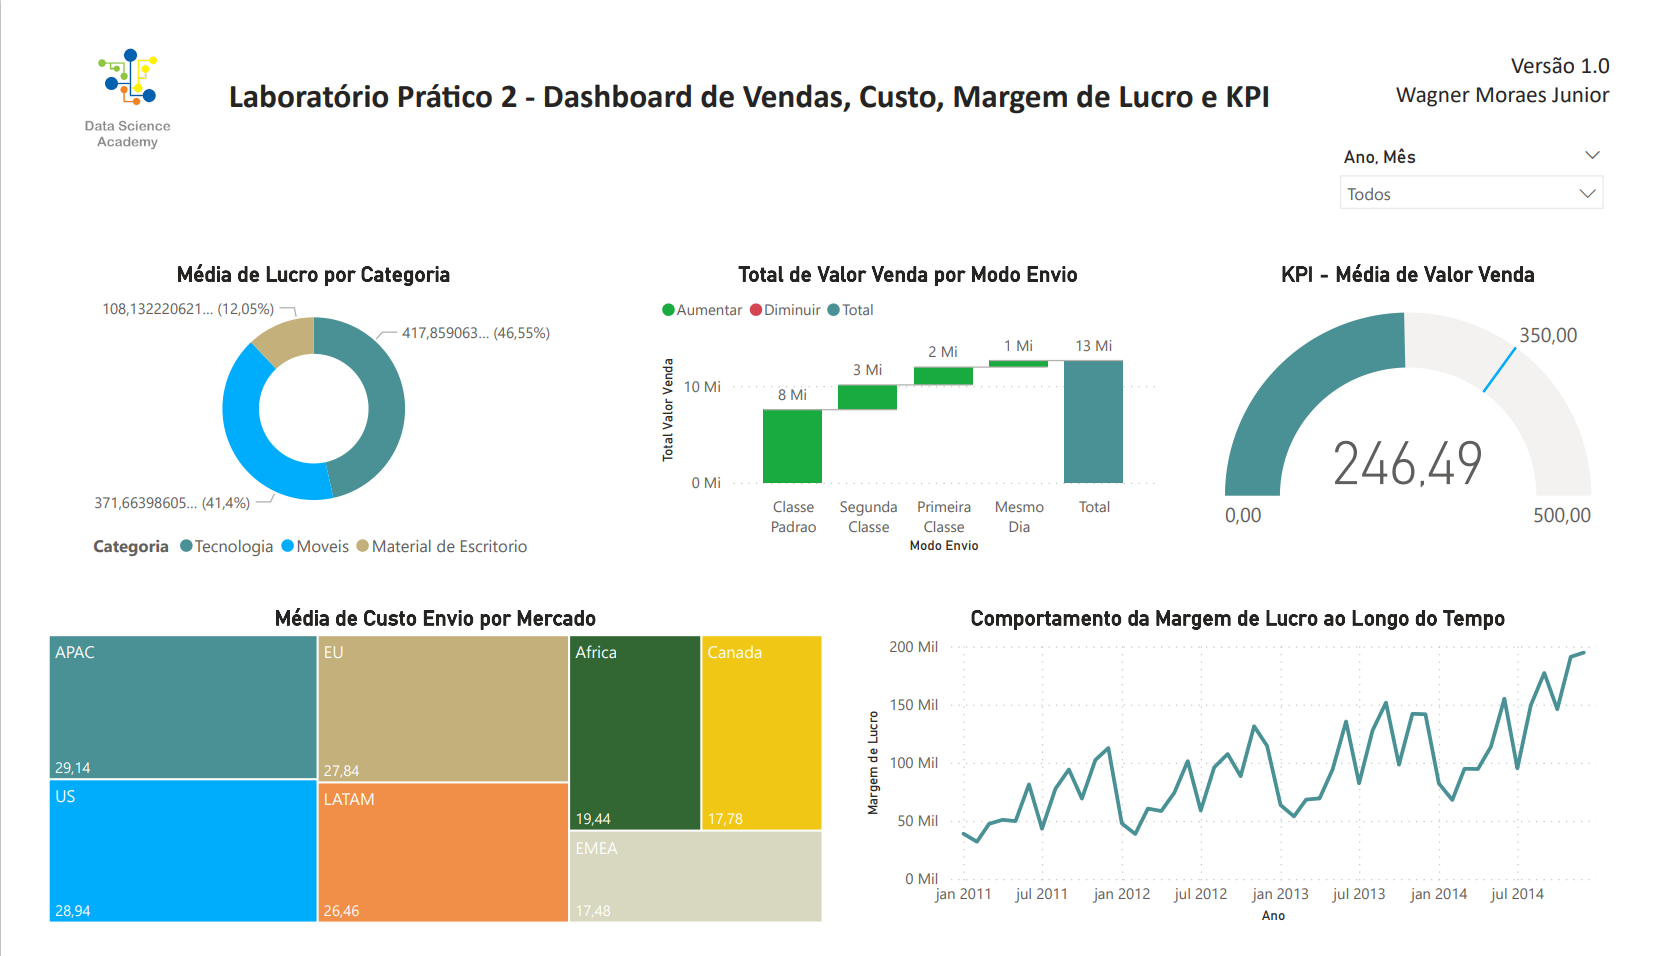 Data Science
Academy
Laboratório Prático 2 - Dashboard de Vendas, Custo, Margem de Lucro e KPI
Versão 1.0
Wagner Moraes Junior
Ano, Mês
Todos
Média de Lucro por Categoria
108,132220621... (12,05%)
417,859063... (46,55%)
371,66398605... (41,4%)
Categoria Tecnologia Moveis Material de Escritorio
Total de Valor Venda por Modo Envio
Aumentar Diminuir Total
Total Valor Venda
10 Mi
0 Mi
8 Mi
3 Mi
2 Mi
1 Mi
13 Mi
Classe
Padrao
Segunda
Classe
Primeira
Classe
Mesmo
Dia
Total
Modo Envio
KPI - Média de Valor Venda
350,00
246,49
0,00
500,00
Média de Custo Envio por Mercado
APAC
29,14
US
28,94
EU
27,84
LATAM
26,46
Africa
19,44
Canada
17,78
EMEA
17,48
Comportamento da Margem de Lucro ao Longo do Tempo
Margem de Lucro
200 Mil
150 Mil
100 Mil
50 Mil
0 Mil
jan 2011
jul 2011
jan 2012
jul 2012
jan 2013
jul 2013
jan 2014
jul 2014
Ano